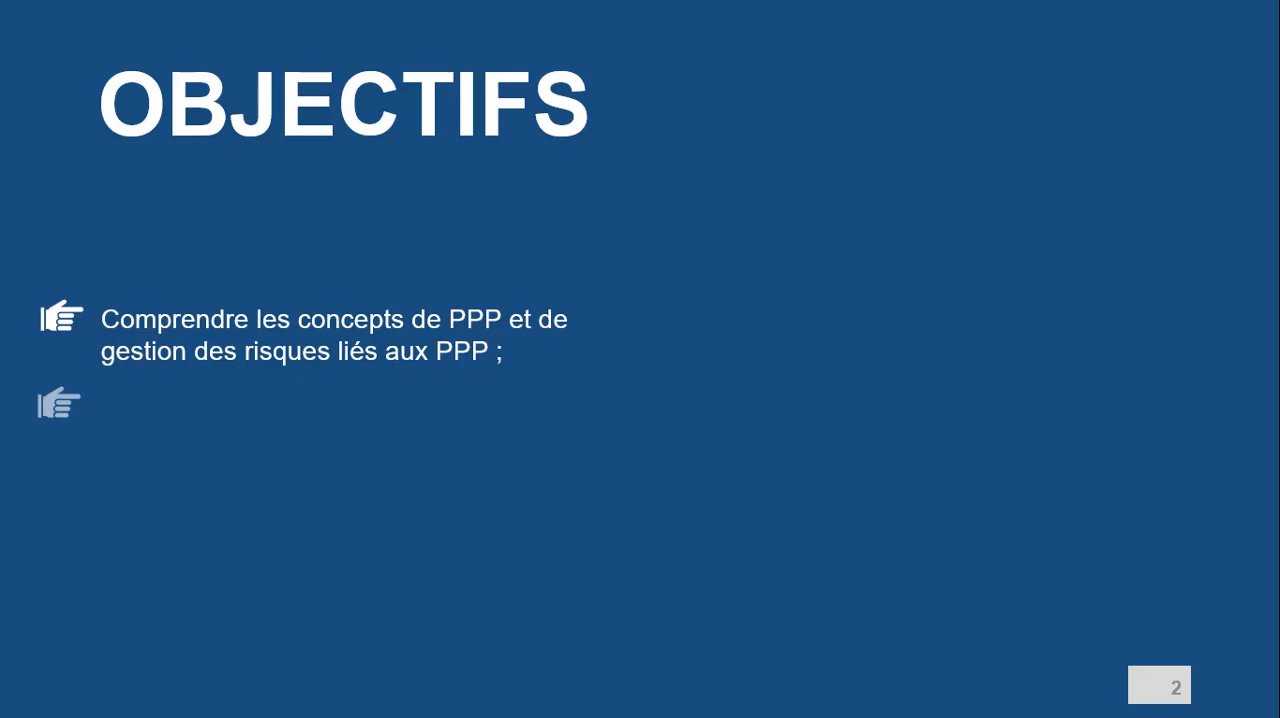 OBJECTIFS
Comprendre les concepts de PPP et de
gestion des risques liés aux PPP ;
2